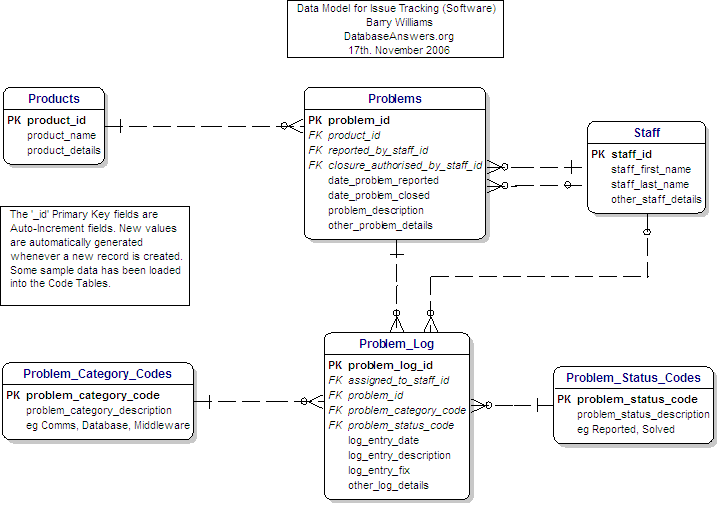 Data Model for Issue Tracking (Software)
Barry Williams
DatabaseAnswers.org
17th. November 2006
Products
PK product_id
product_name
product_details
Problems
PK problem_id
FK product_id
FK reported_by_staff_id
FK closure_authorised_by_staff_id
date_problem_reported
date_problem_closed
problem_description
other_problem_details
Staff
PK staff_id
staff_first_name
staff_last_name
other_staff_details
The '_id' Primary Key fields are
Auto-Increment fields. New values
are automatically generated
whenever a new record is created.
Some sample data has been loaded
into the Code Tables.
Problem_Category_Codes
PK problem_category_code
problem_category_description
eg Comms, Database, Middleware
Problem_Log
PK problem_log_id
FK assigned_to_staff_id
FK problem_id
FK problem_category_code
FK problem_status_code
log_entry_date
log_entry_description
log_entry_fix
other_log_details
Problem_Status_Codes
PK problem_status_code
problem_status_description
eg Reported, Solved